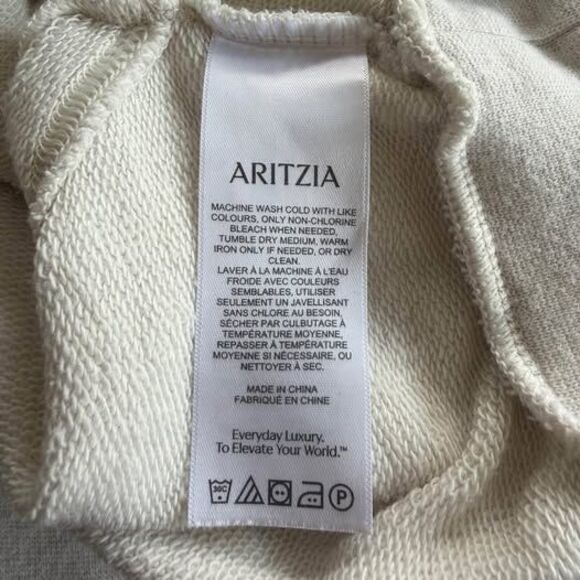 ARITZIA
MACHINE WASH COLD WITH LIKE
COLOURS, ONLY NON-CHLORINE
BLEACH WHEN NEEDED,
TUMBLE DRY MEDIUM, WARM
IRON ONLY IF NEEDED, OR DRY
CLEAN.
LAVER À LA MACHINE À L'EAU
FROIDE AVEC COULEURS
SEMBLABLES, UTILISER
SEULEMENT UN JAVELLISANT
SANS CHLORE AU BESOIN,
SÉCHER PAR CULBUTAGE À
TEMPÉRATURE MOYENNE,
REPASSER À TEMPÉRATURE
MOYENNE SI NÉCESSAIRE, OU
NETTOYER À SEC.
MADE IN CHINA
FABRIQUÉ EN CHINE
Everyday Luxury.
To Elevate Your World.™
30C P